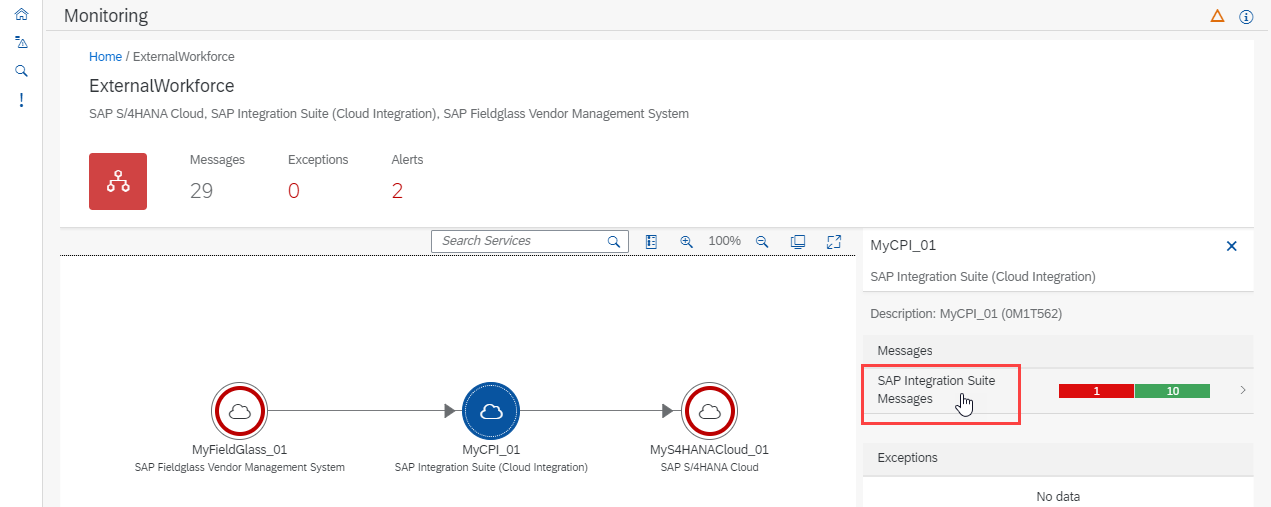 Monitoring
Home / ExternalWorkforce
ExternalWorkforce
SAP S/4HANA Cloud, SAP Integration Suite (Cloud Integration), SAP Fieldglass Vendor Management System
Messages Exceptions Alerts
29 0 2
Search Services 100%
MyCPI_01
SAP Integration Suite (Cloud Integration)
Description: MyCPI_01 (0M1T562)
Messages
SAP Integration Suite
Messages
1 10
MyFieldGlass_01 MyCPI_01 MyS4HANACloud_01
SAP Fieldglass Vendor Management System SAP Integration Suite (Cloud Integration) SAP S/4HANA Cloud
Exceptions
No data